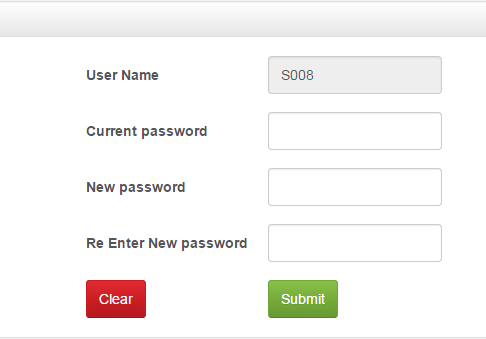 User Name S008
Current password
New password
Re Enter New password
Clear Submit